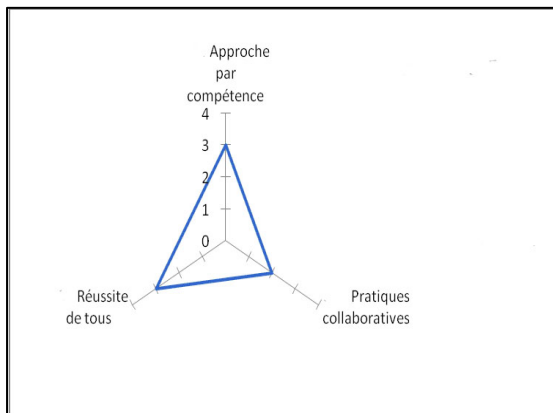 Approche
par
compétence
4
3
2
1
0
Réussite
de tous
Pratiques
collaboratives